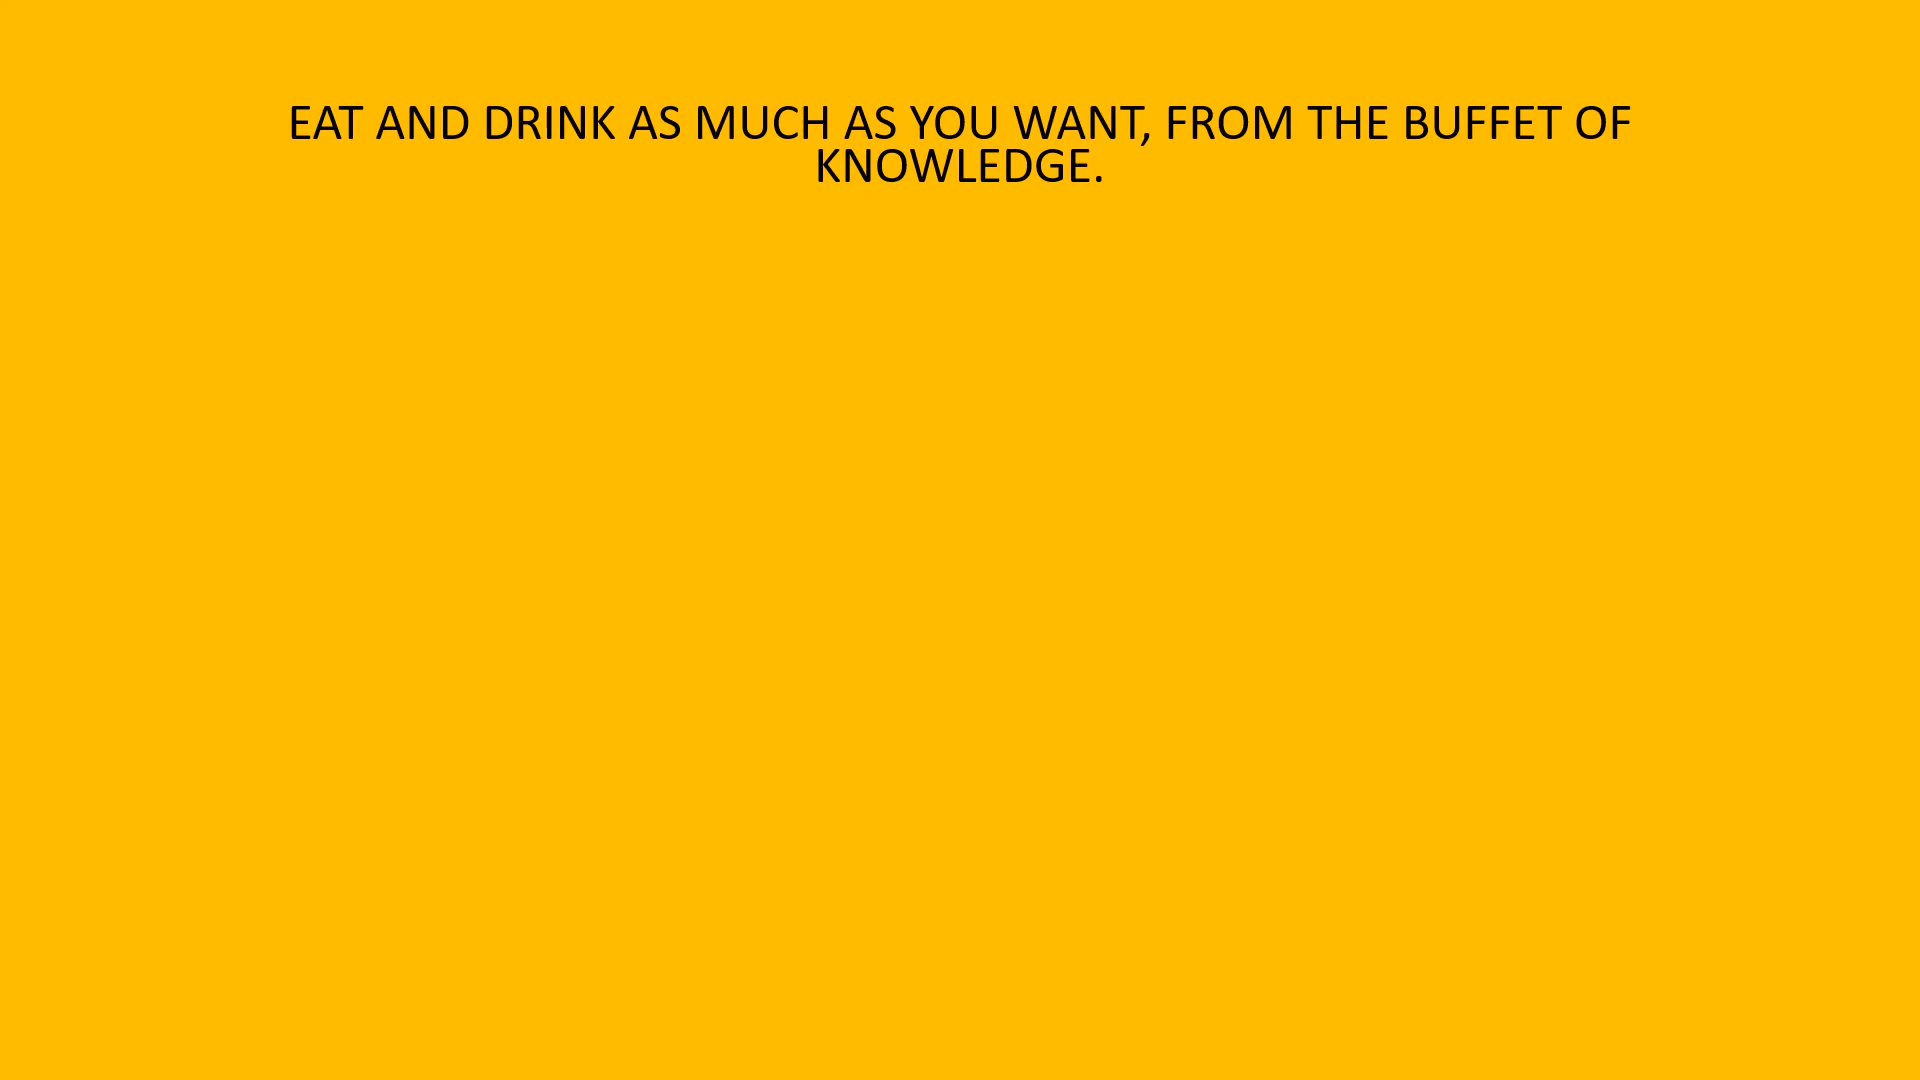 EAT AND DRINK AS MUCH AS YOU WANT, FROM THE BUFFET OF
KNOWLEDGE.